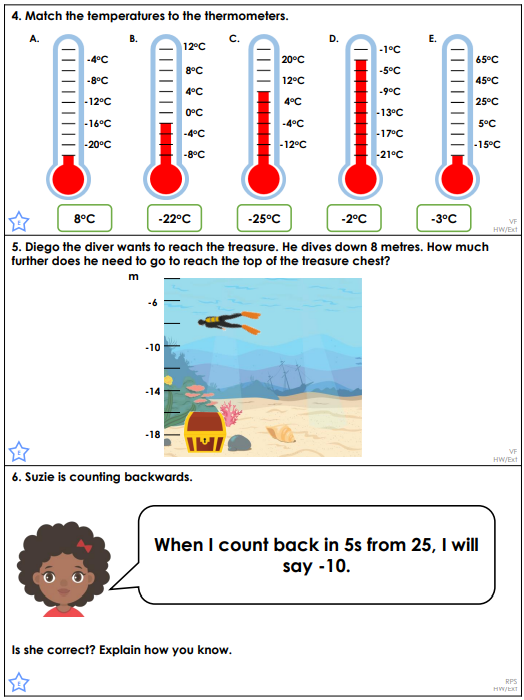 4. Match the temperatures to the thermometers.
A. B. C. D. E.
-4°C
-8°C
-12°C
-16°C
-20°C
12°C
8°C
4°C
0°C
-4°C
-8°C
20°C
12°C
4°C
-4°C
-12°C
-1°C
-5°C
-9°C
-13°C
-17°C
-21°C
65°C
45°C
25°C
5°C
-15°C
8°C -22°C -25°C -2°C -3°C
E
VF
HW/Ext
5. Diego the diver wants to reach the treasure. He dives down 8 metres. How much
further does he need to go to reach the top of the treasure chest?
m
-6
-10
-14
-18
E
VF
HW/Ext
6. Suzie is counting backwards.
When I count back in 5s from 25, I will
say -10.
Is she correct? Explain how you know.
E
RPS
HW/Ext